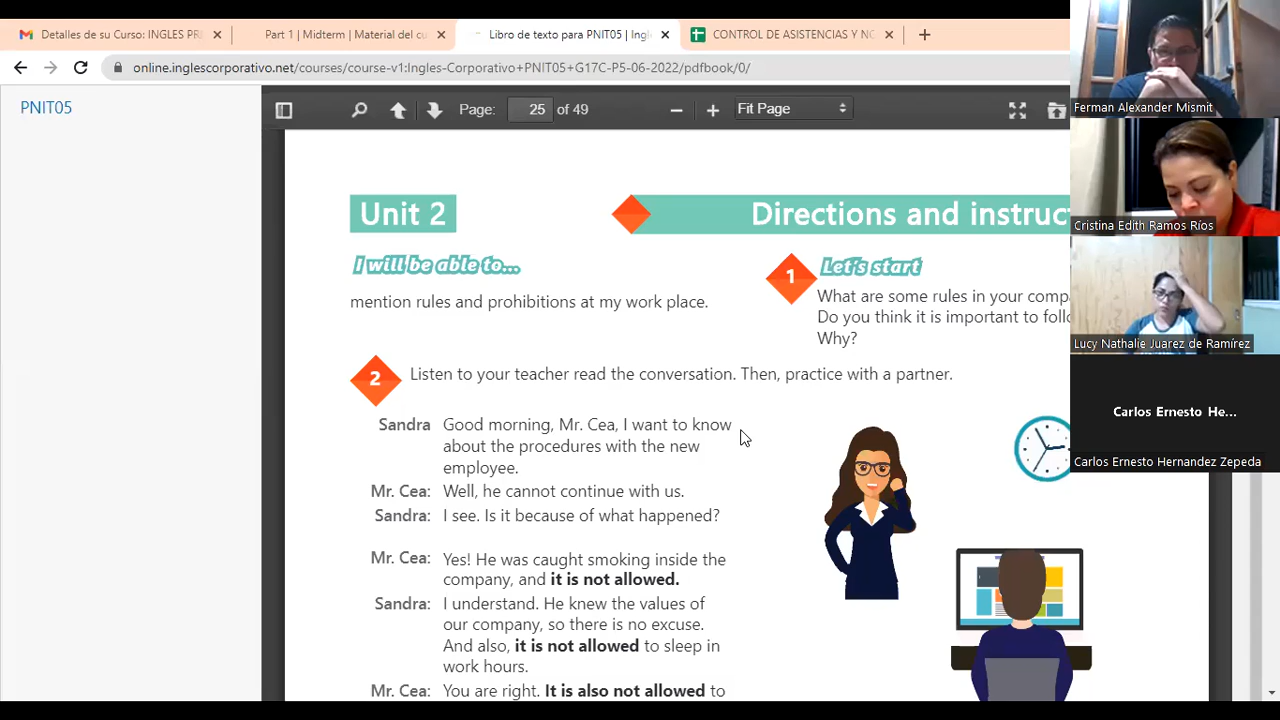 Detalles de su Curso: INGLES PR
Part 1 | Midterm | Material del cu
Libro de texto para PNIT05 | Ingl
CONTROL DE ASISTENCIAS Y NO
online.inglescorporativo.net/courses/course-v1:Ingles-Corporativo+PNIT05+G17C-P5-06-2022/pdfbook/0/
PNIT05
Page: 25 of 49
Fit Page
Unit 2
Directions and instruc
I will be able to...
mention rules and prohibitions at my work place.
1
Let´s start
What are some rules in your comp
Do you think it is important to follo
Why?
2
Listen to your teacher read the conversation. Then, practice with a partner.
Sandra Good morning, Mr. Cea, I want to know
about the procedures with the new
employee.
Mr. Cea: Well, he cannot continue with us.
Sandra: I see. Is it because of what happened?
Mr. Cea: Yes! He was caught smoking inside the
company, and it is not allowed.
Sandra: I understand. He knew the values of
our company, so there is no excuse.
And also, it is not allowed to sleep in
work hours.
Mr. Cea: You are right. It is also not allowed to
Ferman Alexander Mismit
Cristina Edith Ramos Ríos
Lucy Nathalie Juarez de Ramírez
Carlos Ernesto He...
Carlos Ernesto Hernandez Zepeda